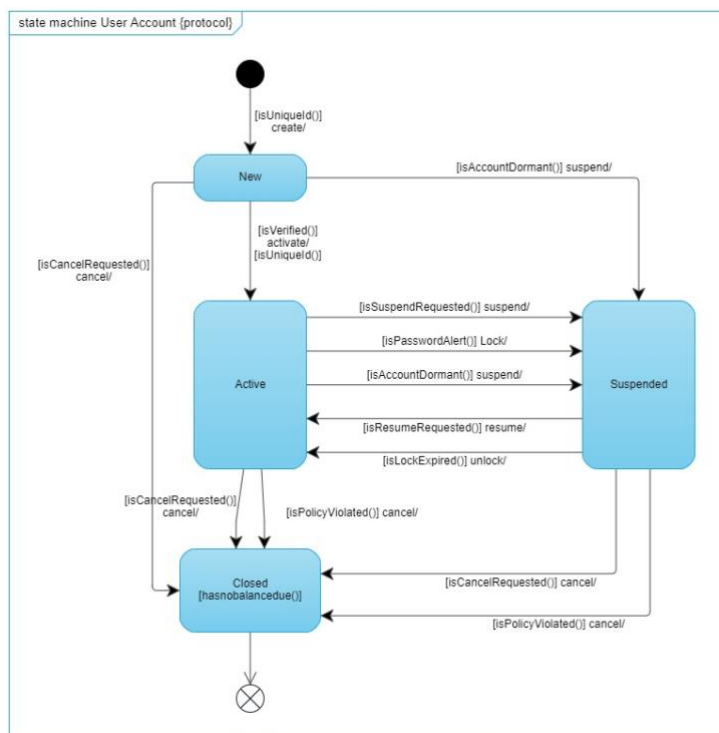 state machine User Account {protocol}
[isUniqueId()]
create/
New
[isAccountDormant()] suspend/
[isVerified()]
activate/
[isUniqueId()]
[isCancelRequested()]
cancel/
[isSuspendRequested()] suspend/
[isPasswordAlert()] Lock/
Active
[isAccountDormant()] suspend/
Suspended
[isResumeRequested()] resume/
[isLockExpired()] unlock/
[isCancelRequested()]
cancel/
[isPolicyViolated()] cancel/
Closed
[hasnobalancedue()]
[isCancelRequested()] cancel/
[isPolicyViolated()] cancel/